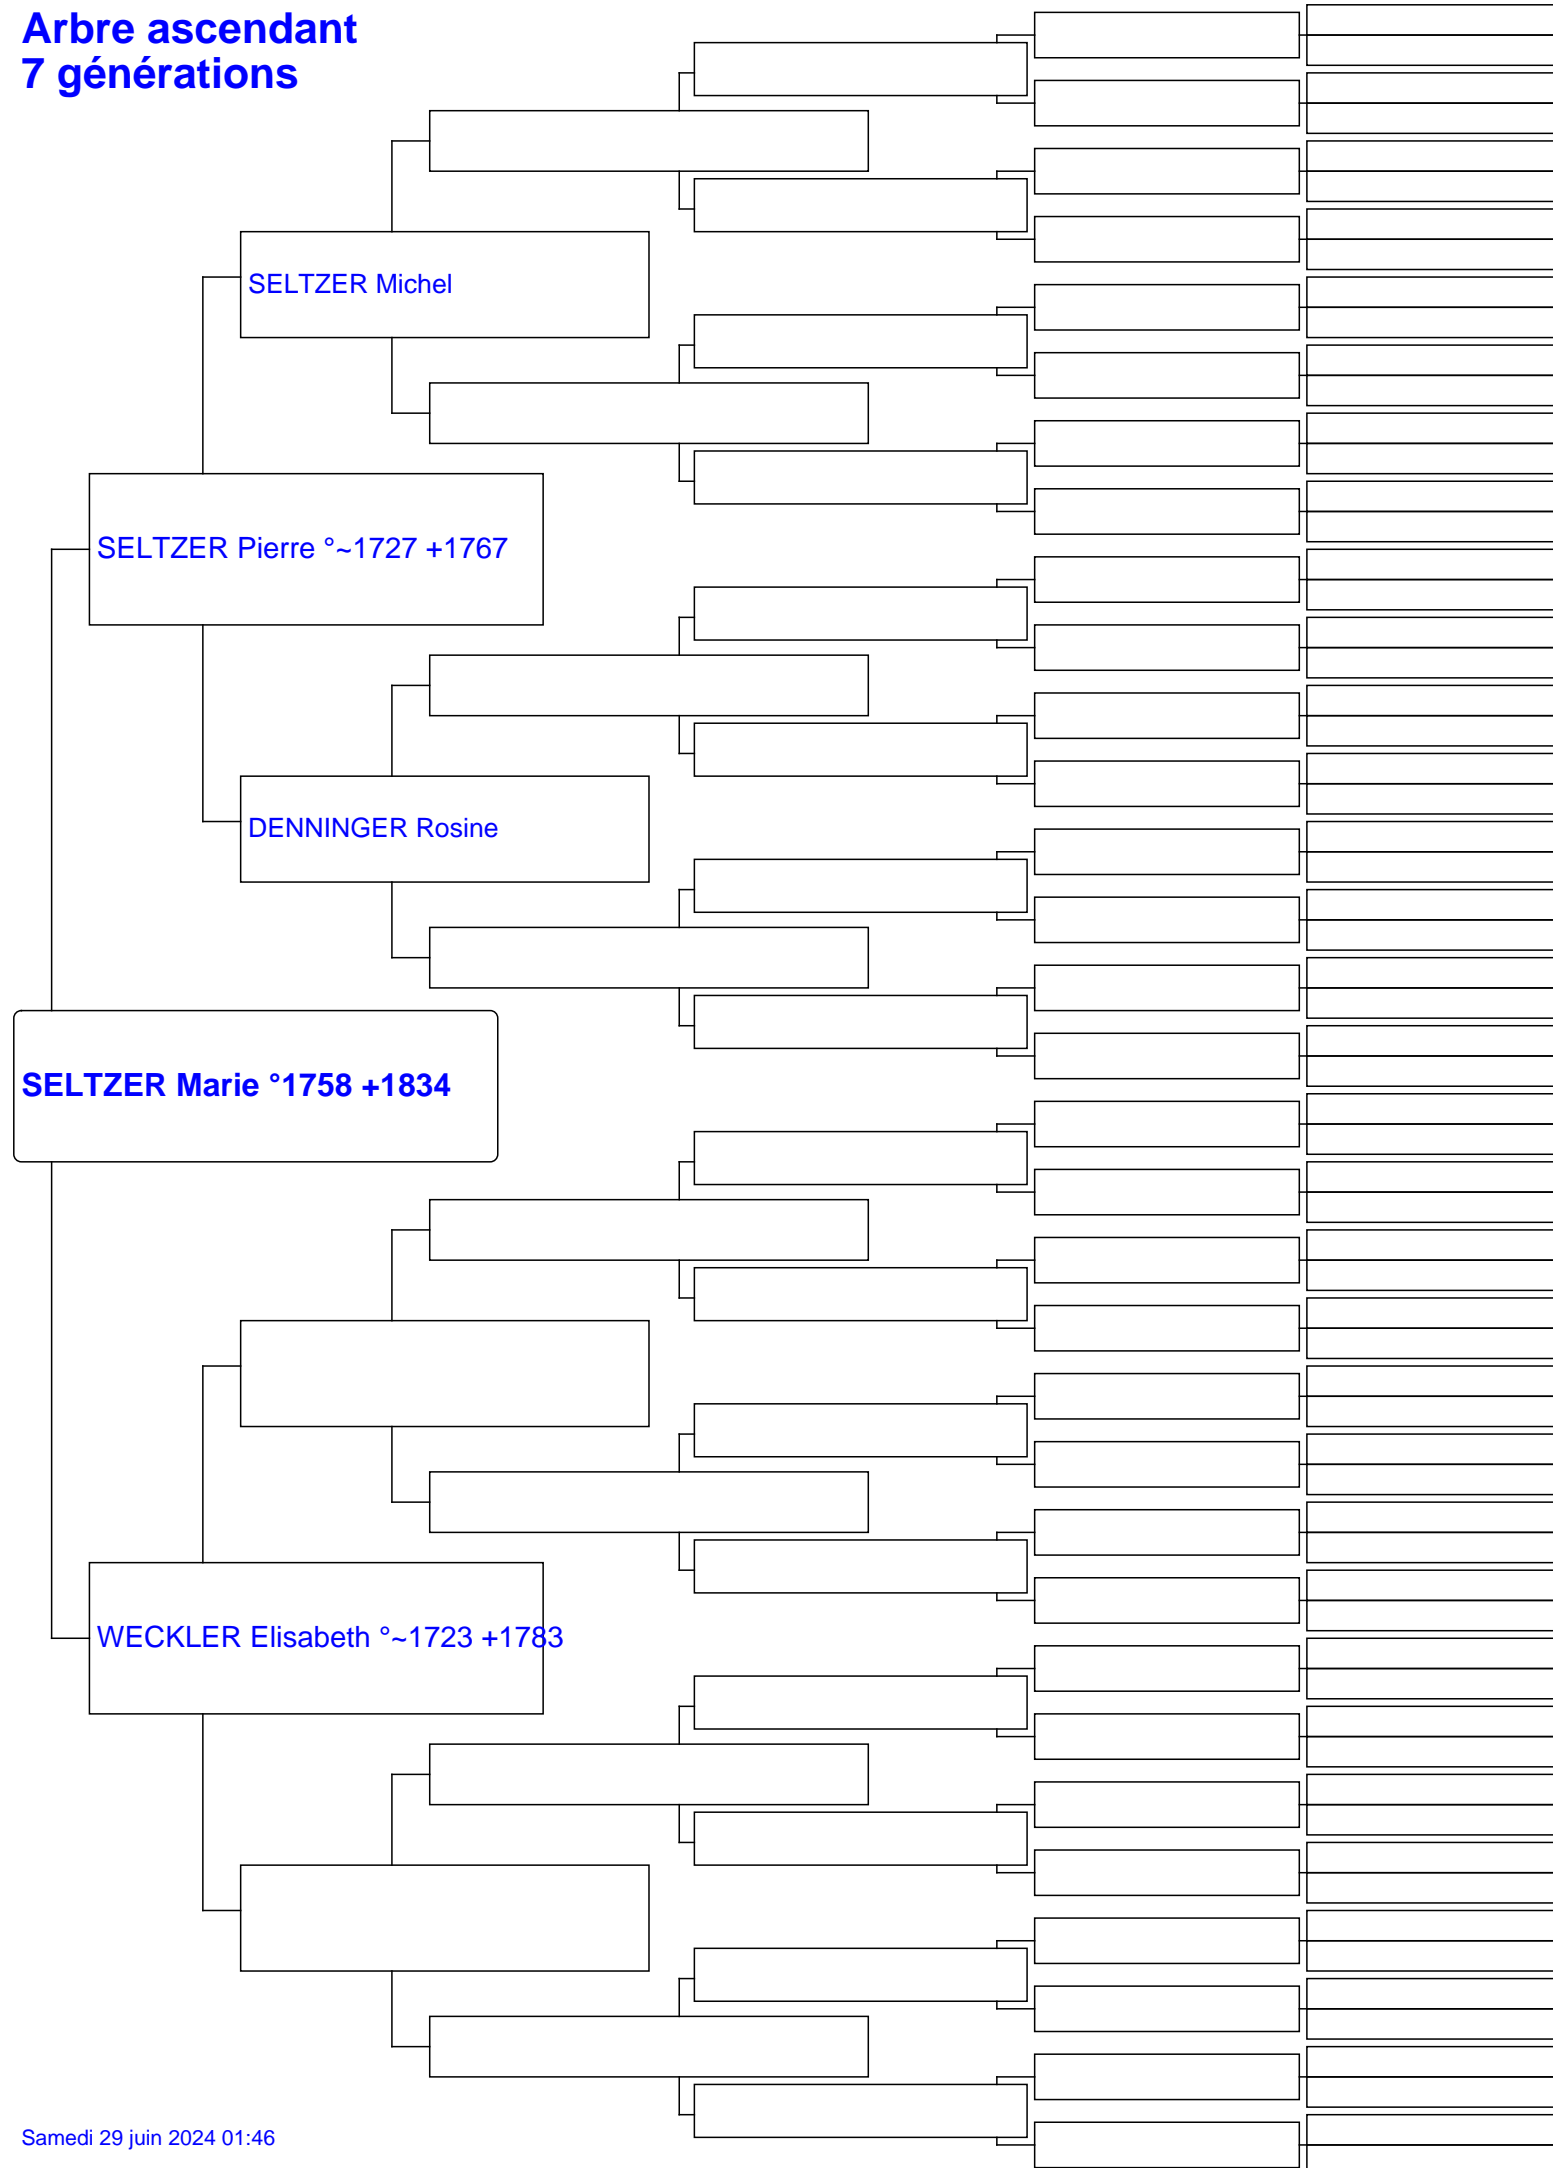 Arbre ascendant
7 générations
SELTZER Michel
SELTZER Pierre °~1727 +1767
DENNINGER Rosine
SELTZER Marie °1758 +1834
WECKLER Elisabeth °~1723 +1783
Samedi 29 juin 2024 01:46